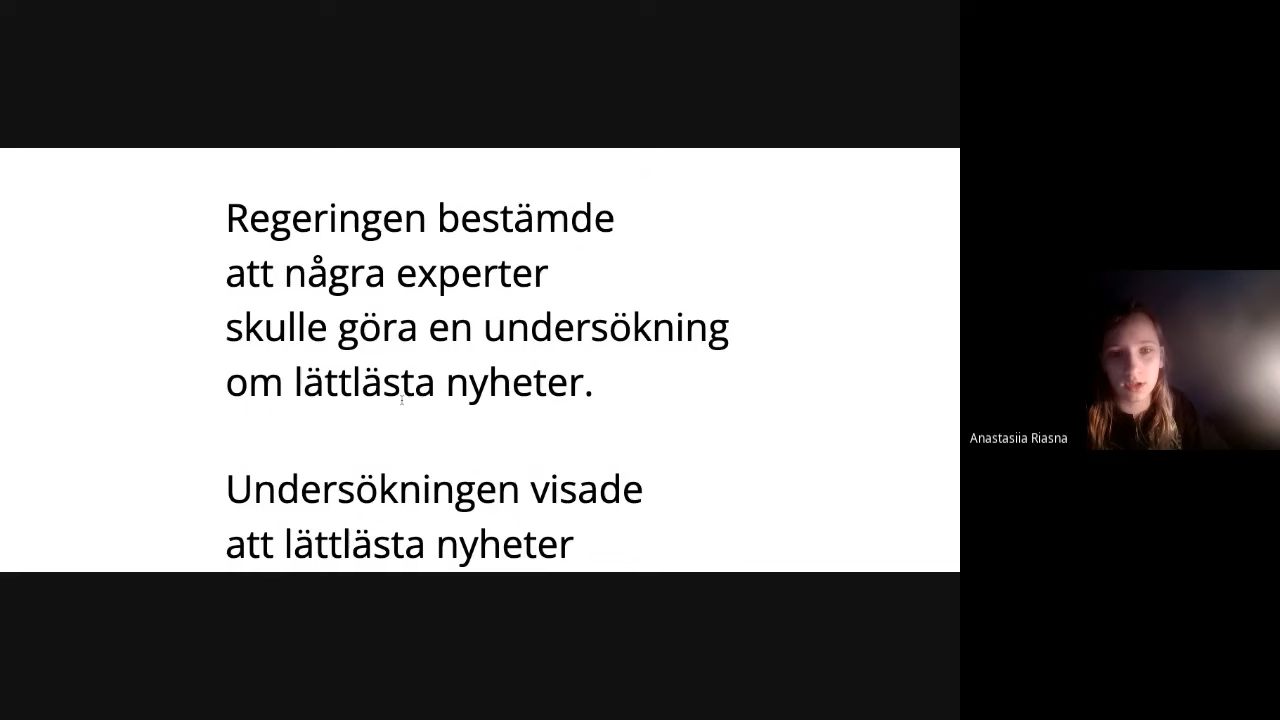 Regeringen bestämde
att några experter
skulle göra en undersökning
om lättlästa nyheter.
Undersökningen visade
att lättlästa nyheter
Anastasiia Riasna